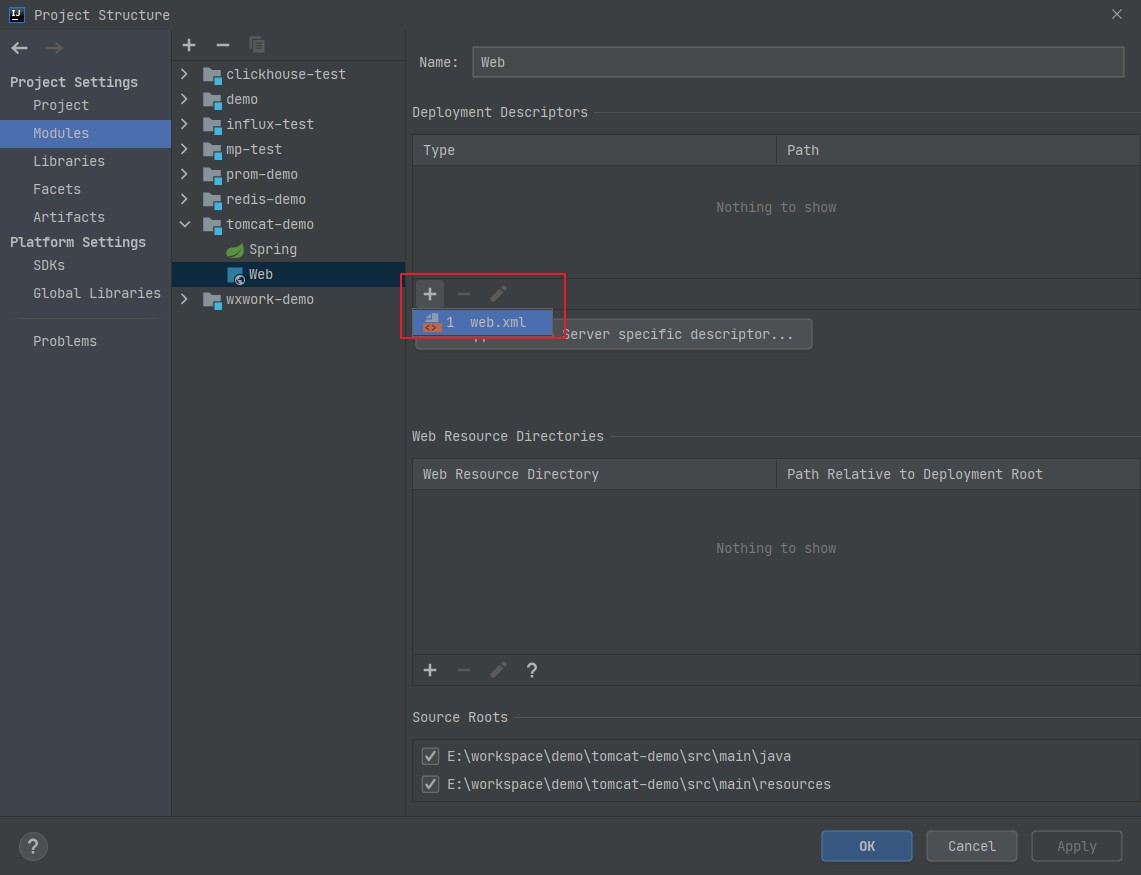 Project Structure
Project Settings
Project
Modules
Libraries
Facets
Artifacts
Platform Settings
SDKs
Global Libraries
Problems
clickhouse-test
demo
influx-test
mp-test
prom-demo
redis-demo
tomcat-demo
Spring
Web
wxwork-demo
Name: Web
Deployment Descriptors
Type Path
Nothing to show
1 web.xml
Server specific descriptor...
Web Resource Directories
Web Resource Directory Path Relative to Deployment Root
Nothing to show
?
Source Roots
E:\workspace\demo\tomcat-demo\src\main\java
E:\workspace\demo\tomcat-demo\src\main\resources
? OK Cancel Apply